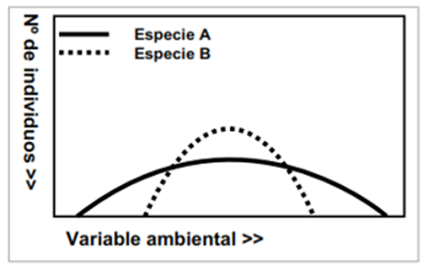 Especie A
Especie B
Nº de individuos >>
Variable ambiental >>